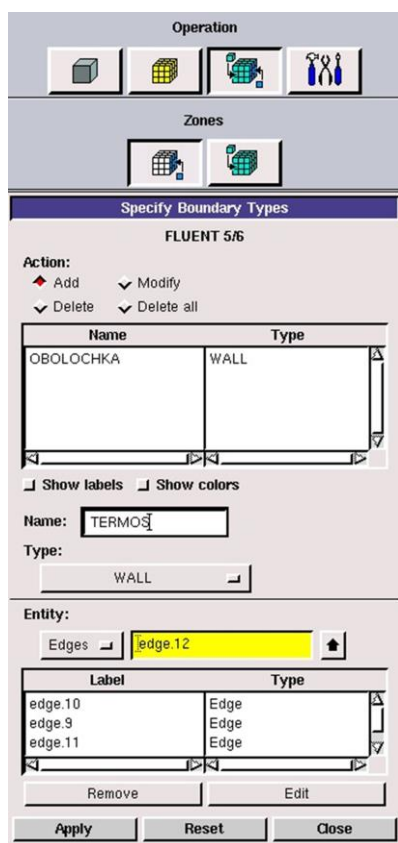 Operation
Zones
Specify Boundary Types
FLUENT 5/6
Action:
Add Modify
Delete Delete all
Name Type
OBOLOCHKA WALL
Show labels Show colors
Name: TERMOS
Type:
WALL
Entity:
Edges edge.12
Label Type
edge.10 Edge
edge.9 Edge
edge.11 Edge
Remove Edit
Apply Reset Close